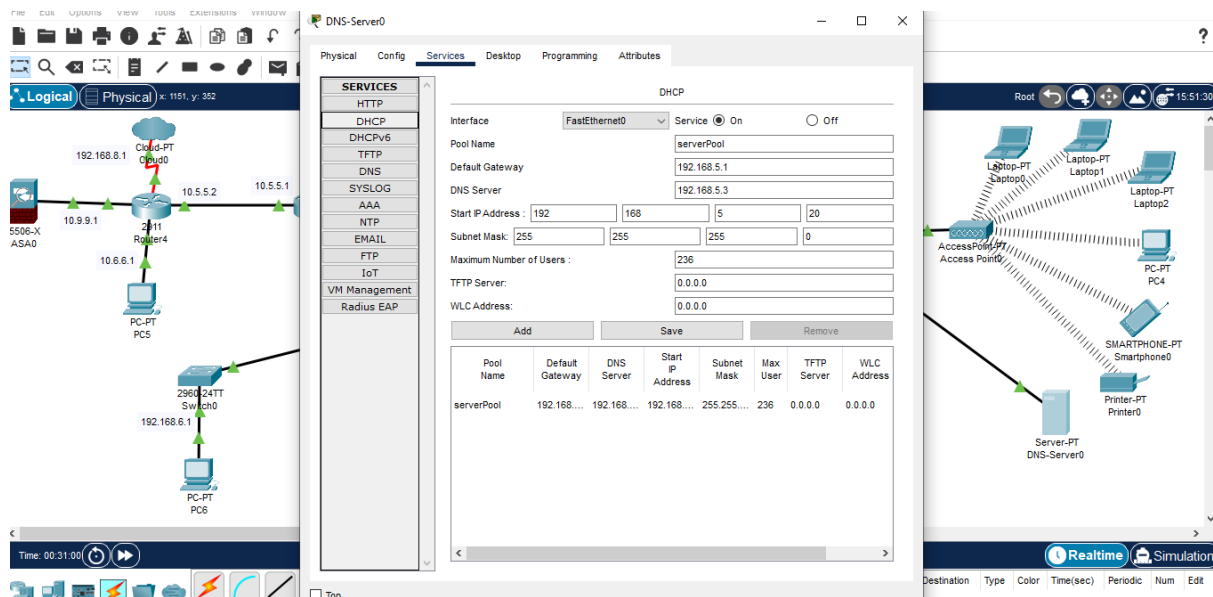 File Edit Options View Tools Extensions Window
DNS-Server0
Physical Config Services Desktop Programming Attributes
Logical Physical x: 1151, y: 352
Root 15:51:30
SERVICES
HTTP
DHCP
DHCPv6
TFTP
DNS
SYSLOG
AAA
NTP
EMAIL
FTP
IoT
VM Management
Radius EAP
DHCP
Interface FastEthernet0 Service On Off
Pool Name serverPool
Default Gateway 192.168.5.1
DNS Server 192.168.5.3
Start IP Address : 192 168 5 20
Subnet Mask: 255 255 255 0
Maximum Number of Users : 236
TFTP Server: 0.0.0.0
WLC Address: 0.0.0.0
Add Save Remove
Pool Name Default Gateway DNS Server Start IP Address Subnet Mask Max User TFTP Server WLC Address
serverPool 192.168.... 192.168.... 192.168.... 255.255.... 236 0.0.0.0 0.0.0.0
Top
192.168.8.1
Cloud-PT
Cloud0
10.5.5.2
10.5.5.1
5506-X
ASA0
10.9.9.1
2911
Router4
10.6.6.1
PC-PT
PC5
2960-24TT
Switch0
192.168.6.1
PC-PT
PC6
Laptop-PT
Laptop0
Laptop-PT
Laptop1
Laptop-PT
Laptop2
AccessPoint-PT
Access Point0
PC-PT
PC4
SMARTPHONE-PT
Smartphone0
Printer-PT
Printer0
Server-PT
DNS-Server0
Time: 00:31:00
Realtime Simulation
Destination Type Color Time(sec) Periodic Num Edit